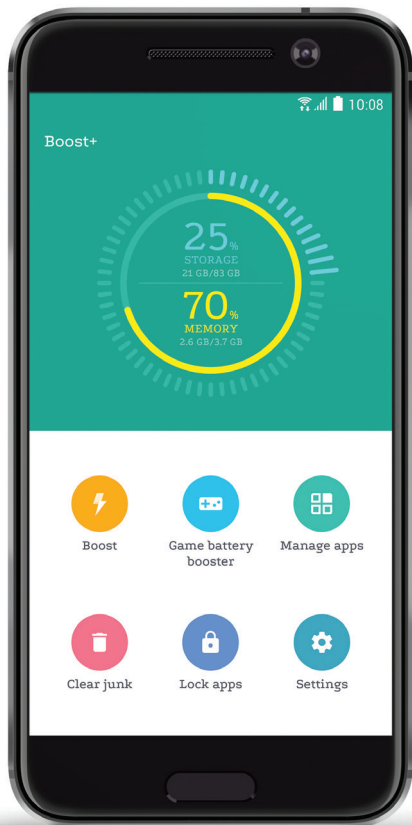 10:08
Boost+
25%
STORAGE
21 GB/83 GB
70%
MEMORY
2.6 GB/3.7 GB
Boost
Game battery
booster
Manage apps
Clear junk
Lock apps
Settings